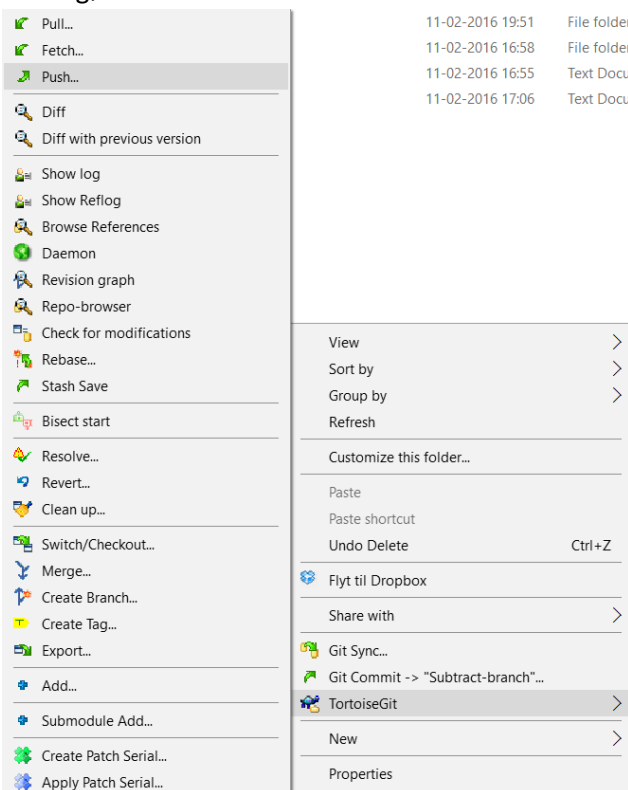 Pull...
Fetch...
Push...
Diff
Diff with previous version
Show log
Show Reflog
Browse References
Daemon
Revision graph
Repo-browser
Check for modifications
Rebase...
Stash Save
Bisect start
Resolve...
Revert...
Clean up...
Switch/Checkout...
Merge...
Create Branch...
Create Tag...
Export...
Add...
Submodule Add...
Create Patch Serial...
Apply Patch Serial...
11-02-2016 19:51 File folder
11-02-2016 16:58 File folder
11-02-2016 16:55 Text Docu
11-02-2016 17:06 Text Docu
View
Sort by
Group by
Refresh
Customize this folder...
Paste
Paste shortcut
Undo Delete Ctrl+Z
Flyt til Dropbox
Share with
Git Sync...
Git Commit -> "Subtract-branch"...
TortoiseGit
New
Properties